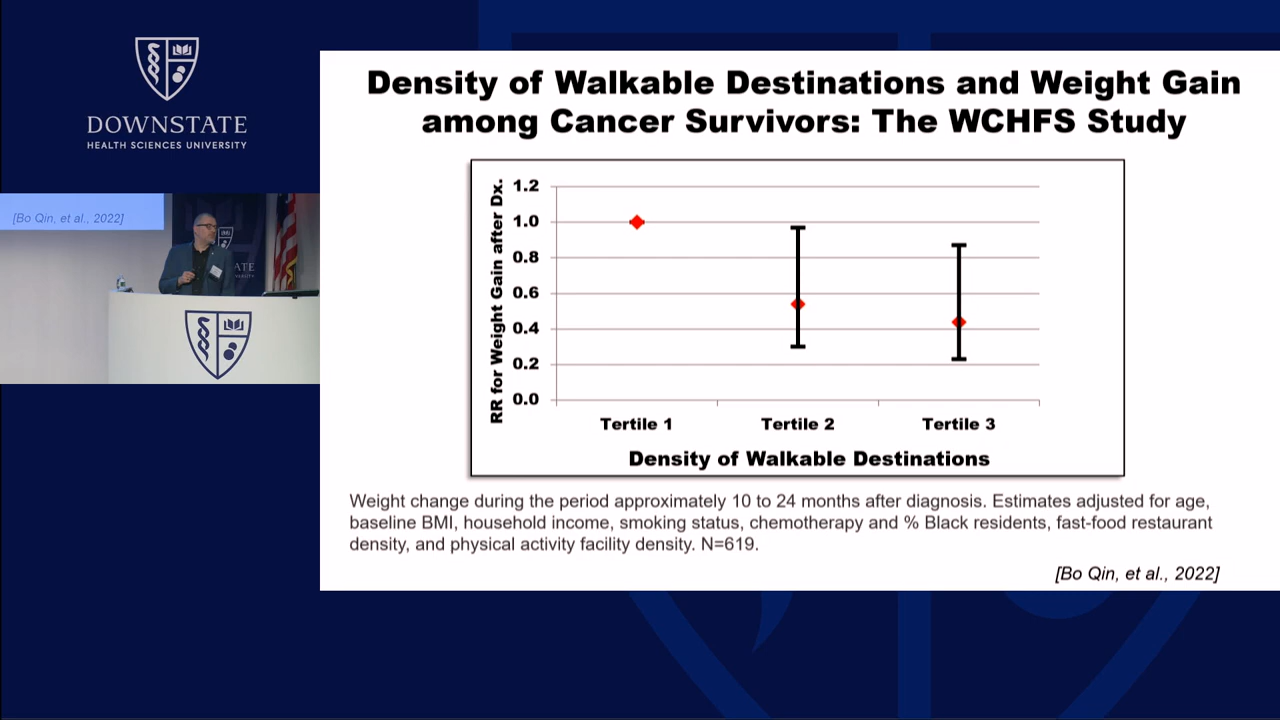 DOWNSTATE
HEALTH SCIENCES UNIVERSITY
[Bo Qin, et al., 2022]
Density of Walkable Destinations and Weight Gain
among Cancer Survivors: The WCHFS Study
RR for Weight Gain after Dx.
1.2
1.0
0.8
0.6
0.4
0.2
0.0
Tertile 1
Tertile 2
Tertile 3
Density of Walkable Destinations
Weight change during the period approximately 10 to 24 months after diagnosis. Estimates adjusted for age,
baseline BMI, household income, smoking status, chemotherapy and % Black residents, fast-food restaurant
density, and physical activity facility density. N=619.
[Bo Qin, et al., 2022]